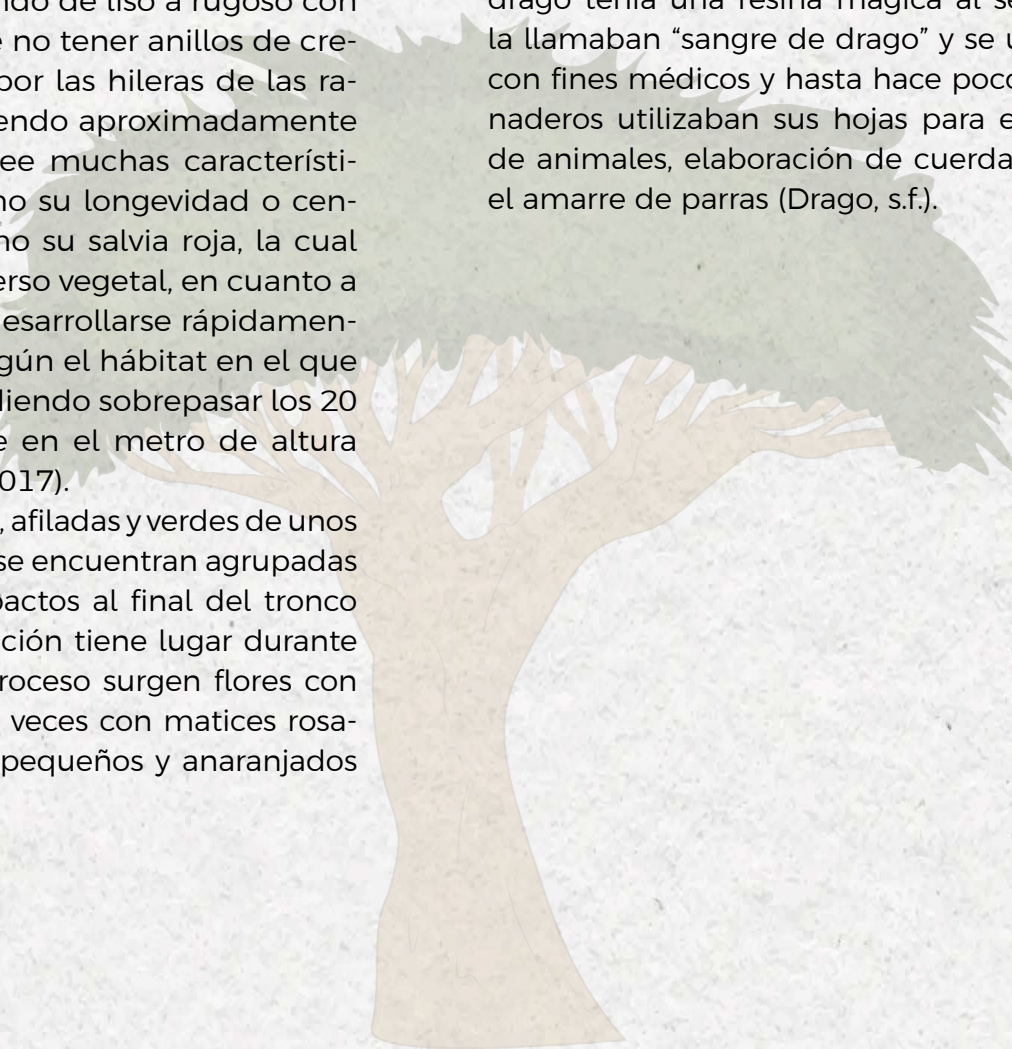 ndo de liso a rugoso con
e no tener anillos de cre-
por las hileras de las ra-
endo aproximadamente
ee muchas característi-
no su longevidad o cen-
no su salvia roja, la cual
erso vegetal, en cuanto a
desarrollarse rápidamen-
gún el hábitat en el que
diendo sobrepasar los 20
e en el metro de altura
017).
, afiladas y verdes de unos
se encuentran agrupadas
pactos al final del tronco
ción tiene lugar durante
roceso surgen flores con
veces con matices rosa-
pequeños y anaranjados
drago tenía una resina mágica al se
la llamaban “sangre de drago” y se u
con fines médicos y hasta hace poco
naderos utilizaban sus hojas para e
de animales, elaboración de cuerda
el amarre de parras (Drago, s.f.).